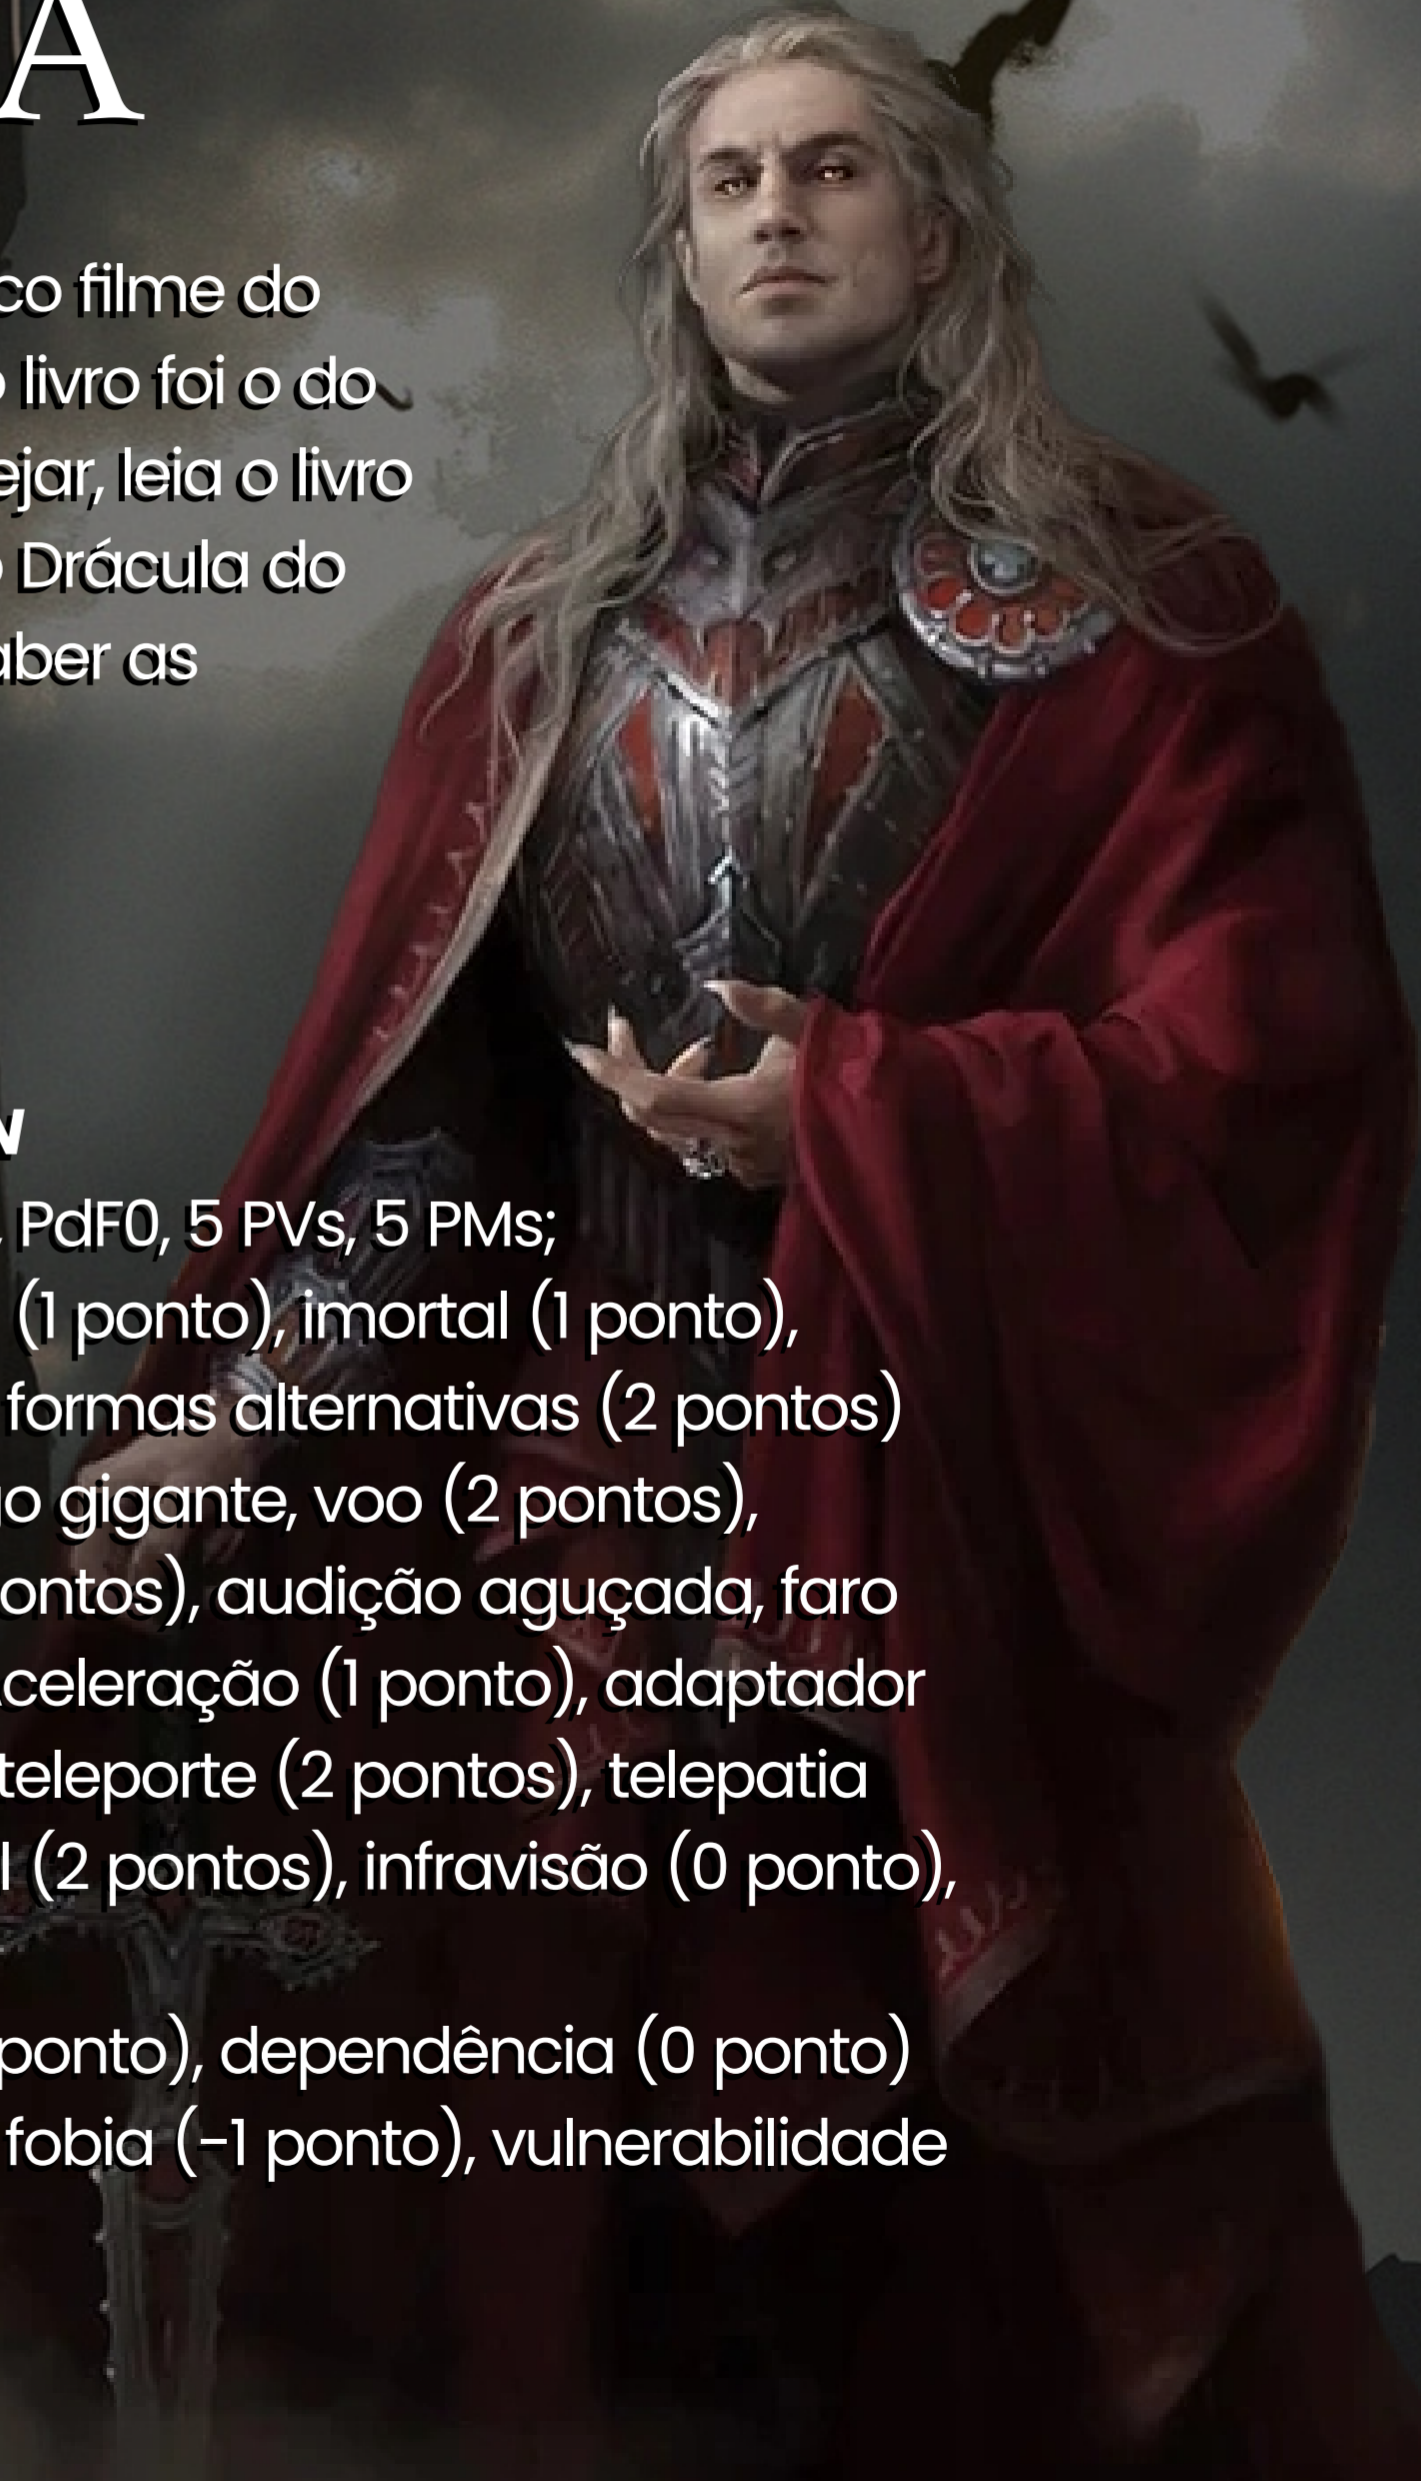 A
co filme do
livro foi o do
ejar, leia o livro
Drácula do
aber as
PdF0, 5 PVs, 5 PMs;
(1 ponto), imortal (1 ponto),
formas alternativas (2 pontos)
go gigante, voo (2 pontos),
ontos), audição aguçada, faro
celeração (1 ponto), adaptador
teleporte (2 pontos), telepatia
l (2 pontos), infravisão (0 ponto),
ponto), dependência (0 ponto)
fobia (-1 ponto), vulnerabilidade